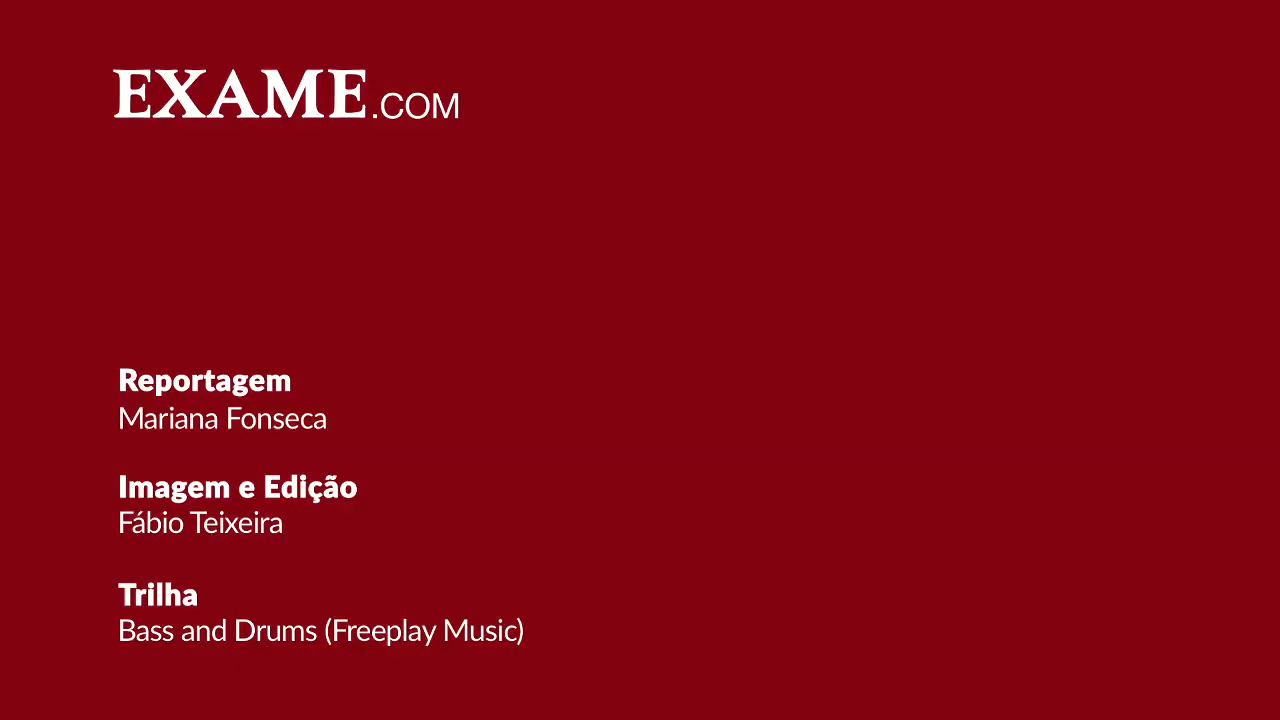 EXAME.COM
Reportagem
Mariana Fonseca
Imagem e Edição
Fábio Teixeira
Trilha
Bass and Drums (Freeplay Music)